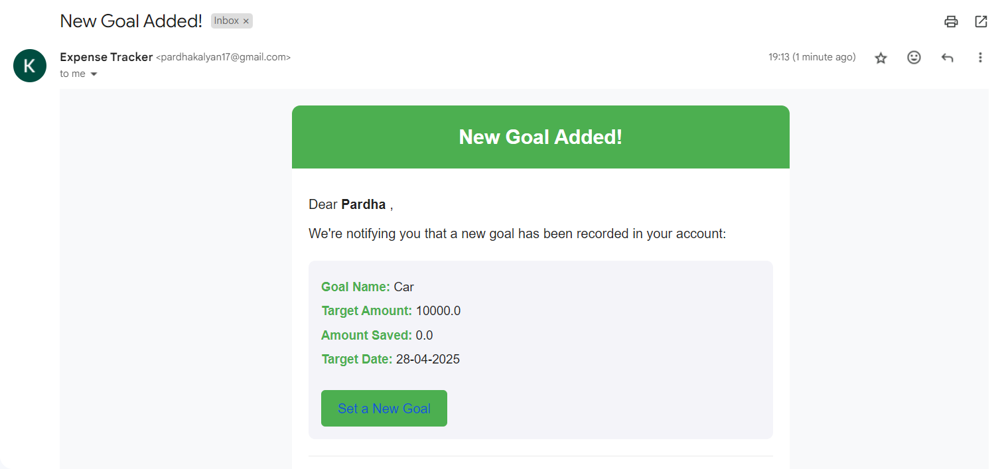 New Goal Added! Inbox ×
Expense Tracker <pardhakalyan17@gmail.com> 19:13 (1 minute ago)
K
to me
New Goal Added!
Dear Pardha ,
We're notifying you that a new goal has been recorded in your account:
Goal Name: Car
Target Amount: 10000.0
Amount Saved: 0.0
Target Date: 28-04-2025
Set a New Goal